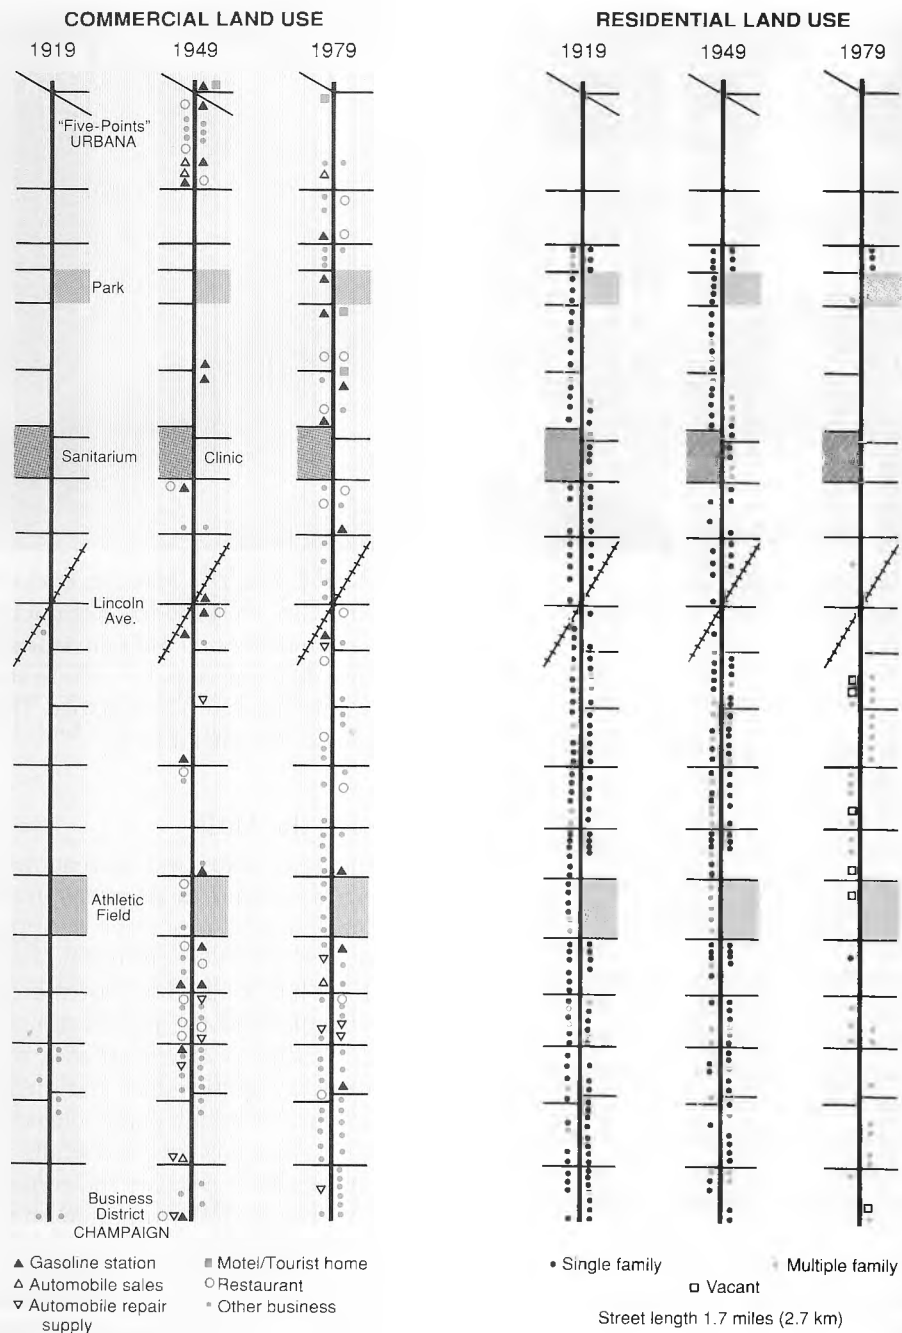 COMMERCIAL LAND USE
1919
1949
1979
"Five-Points"
URBANA
Park
Sanitarium
Clinic
Lincoln
Ave.
Athletic
Field
Business
District
CHAMPAIGN
▲ Gasoline station
△ Automobile sales
▽ Automobile repair
supply
■ Motel/Tourist home
○ Restaurant
• Other business
RESIDENTIAL LAND USE
1919
1949
1979
• Single family
• Multiple family
□ Vacant
Street length 1.7 miles (2.7 km)